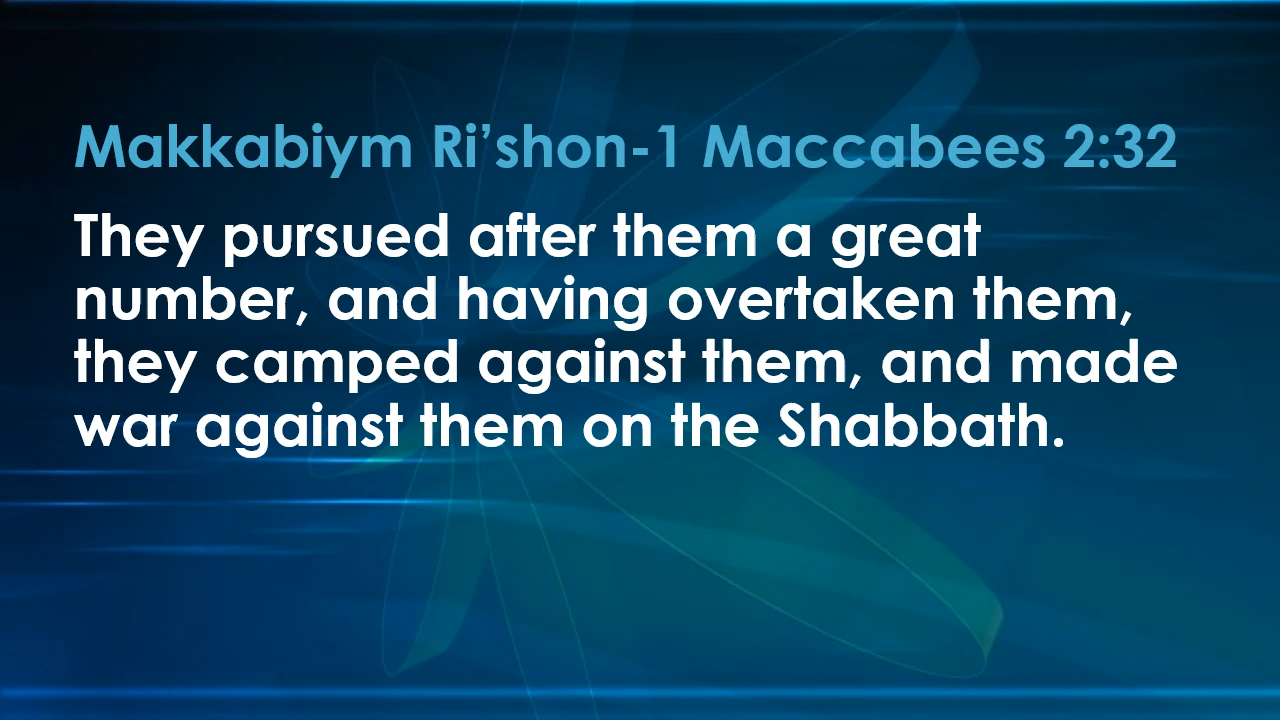 Makkabiym Ri’shon-1 Maccabees 2:32
They pursued after them a great
number, and having overtaken them,
they camped against them, and made
war against them on the Shabbath.